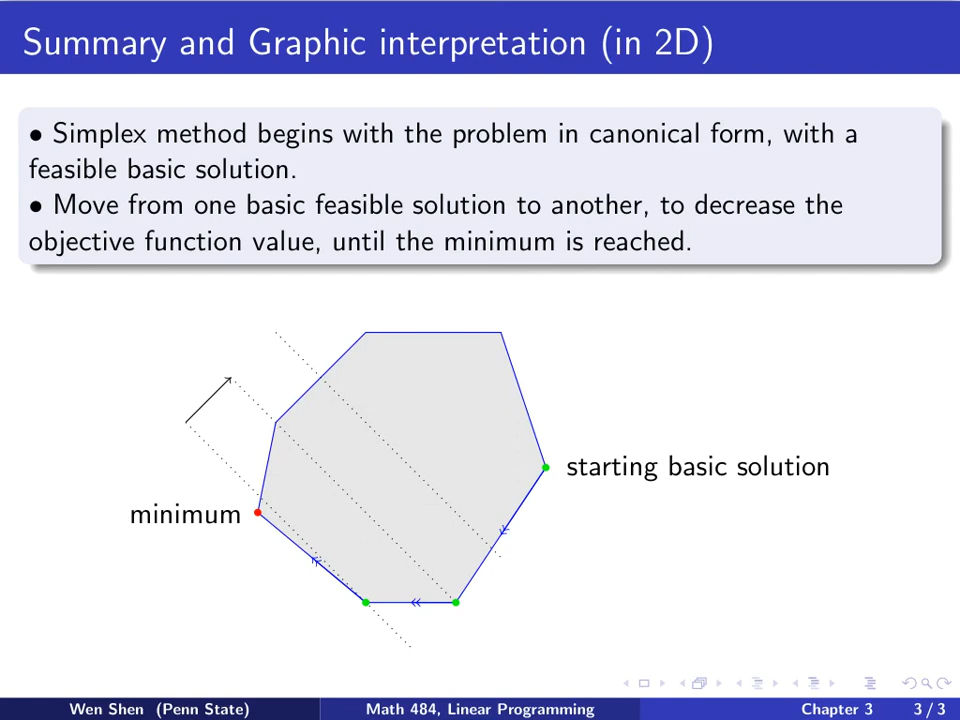 Summary and Graphic interpretation (in 2D)
• Simplex method begins with the problem in canonical form, with a
feasible basic solution.
• Move from one basic feasible solution to another, to decrease the
objective function value, until the minimum is reached.
starting basic solution
minimum
Wen Shen (Penn State) Math 484, Linear Programming Chapter 3 3 / 3